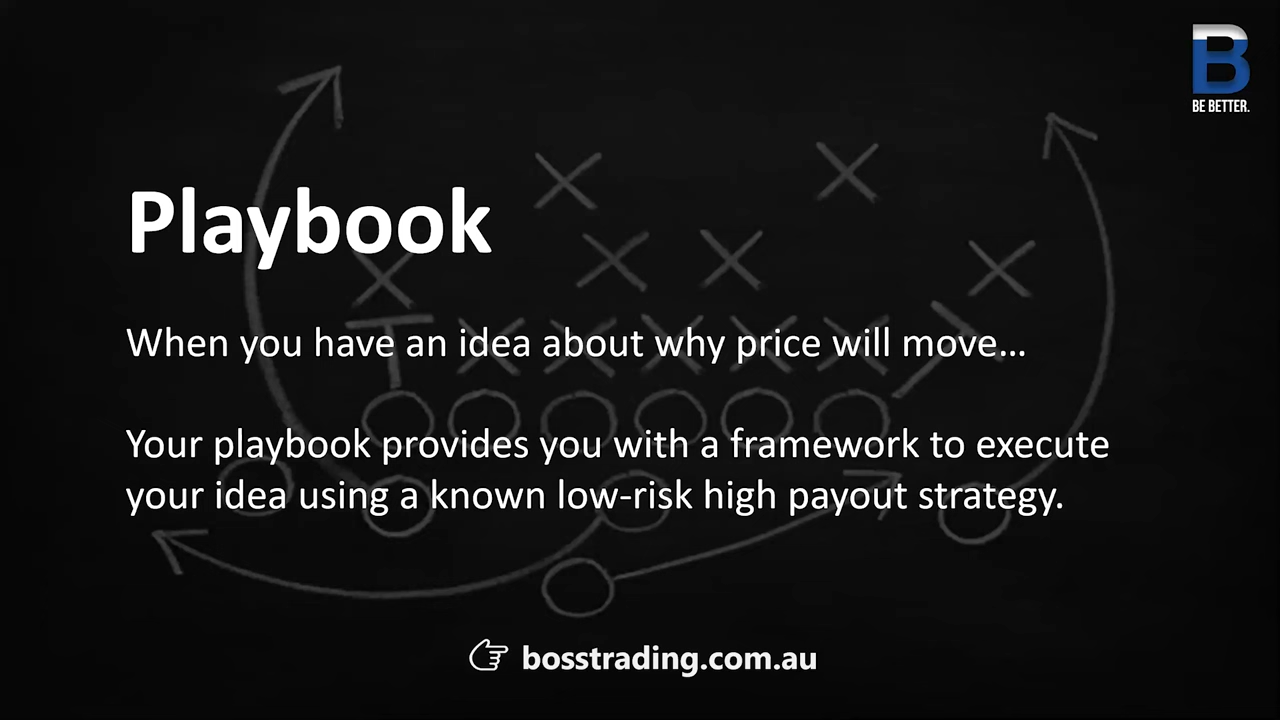 B
BE BETTER.
Playbook
When you have an idea about why price will move...
Your playbook provides you with a framework to execute
your idea using a known low-risk high payout strategy.
bosstrading.com.au